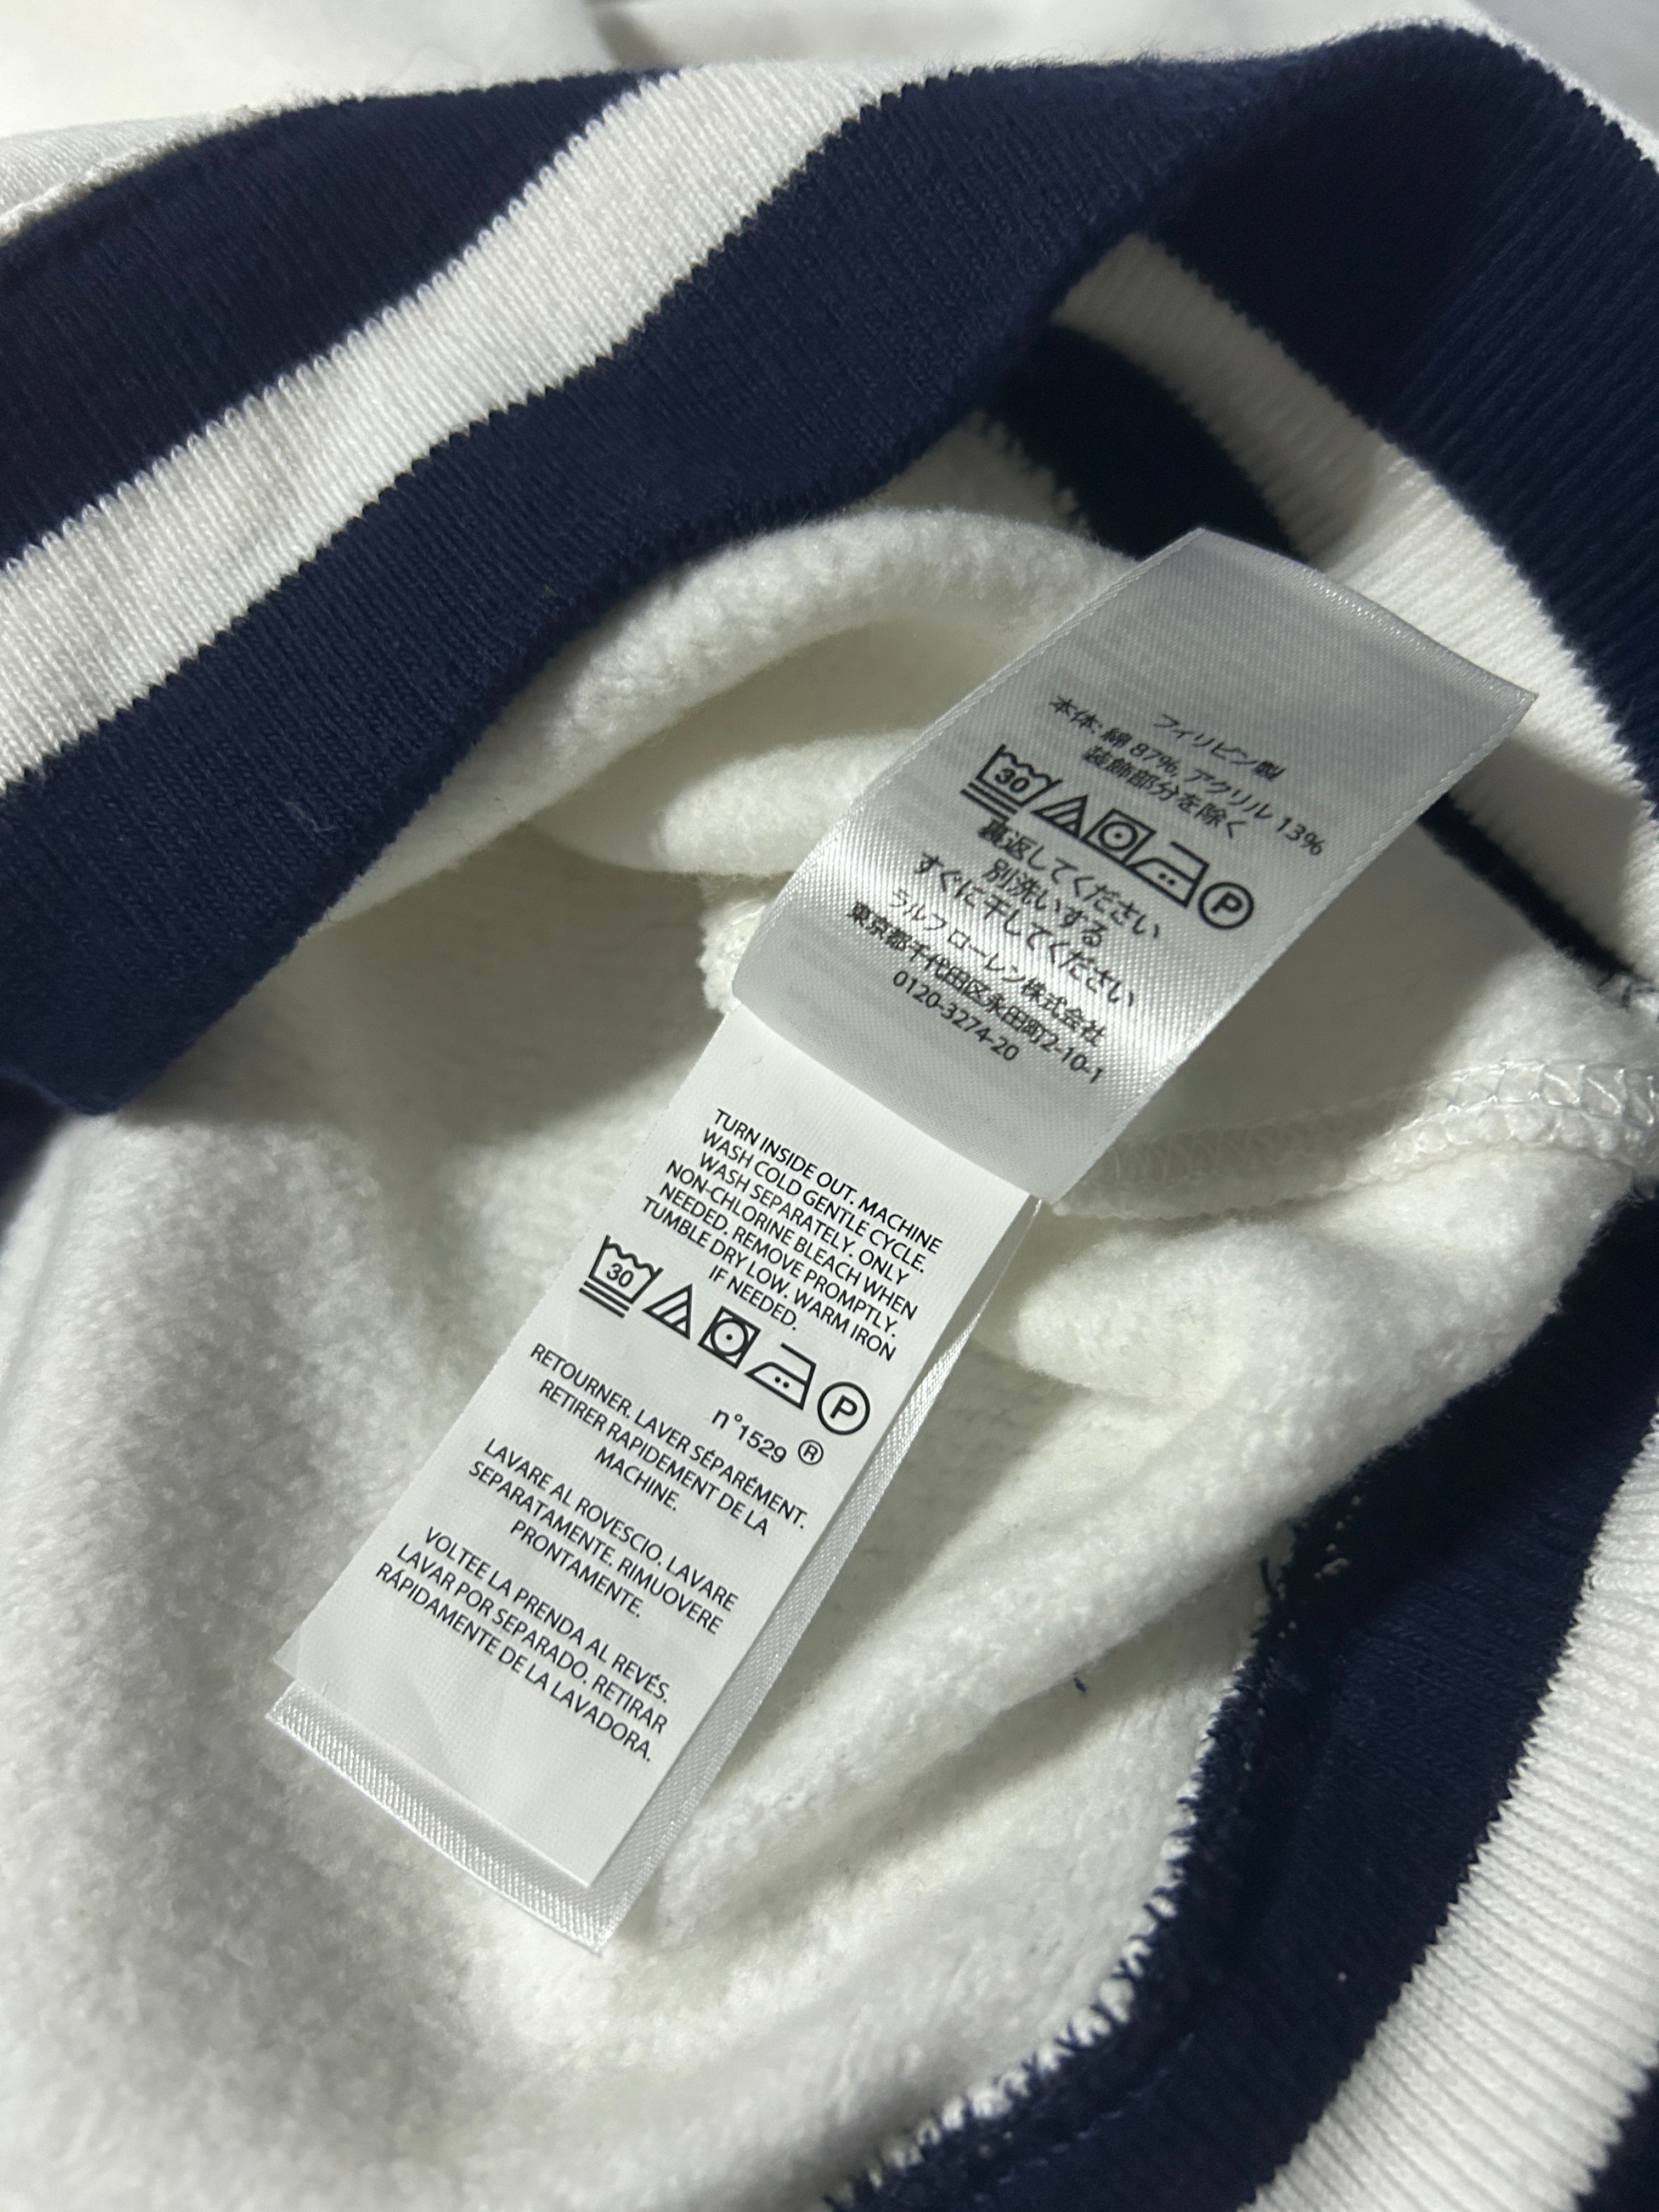 フィリピン製
本体: 綿 87%, アクリル 13%
装飾部分を除く
30 P
裏返してください
別洗いする
すぐに干してください
ラルフ ローレン株式会社
東京都千代田区永田町2-10-1
0120-3274-20
TURN INSIDE OUT. MACHINE
WASH COLD GENTLE CYCLE.
WASH SEPARATELY. ONLY
NON-CHLORINE BLEACH WHEN
NEEDED. REMOVE PROMPTLY.
TUMBLE DRY LOW. WARM IRON
IF NEEDED.
30 P
n°1529 ®
RETOURNER. LAVER SÉPARÉMENT.
RETIRER RAPIDEMENT DE LA
MACHINE.
LAVARE AL ROVESCIO. LAVARE
SEPARATAMENTE. RIMUOVERE
PRONTAMENTE.
VOLTEE LA PRENDA AL REVÉS.
LAVAR POR SEPARADO. RETIRAR
RÁPIDAMENTE DE LA LAVADORA.